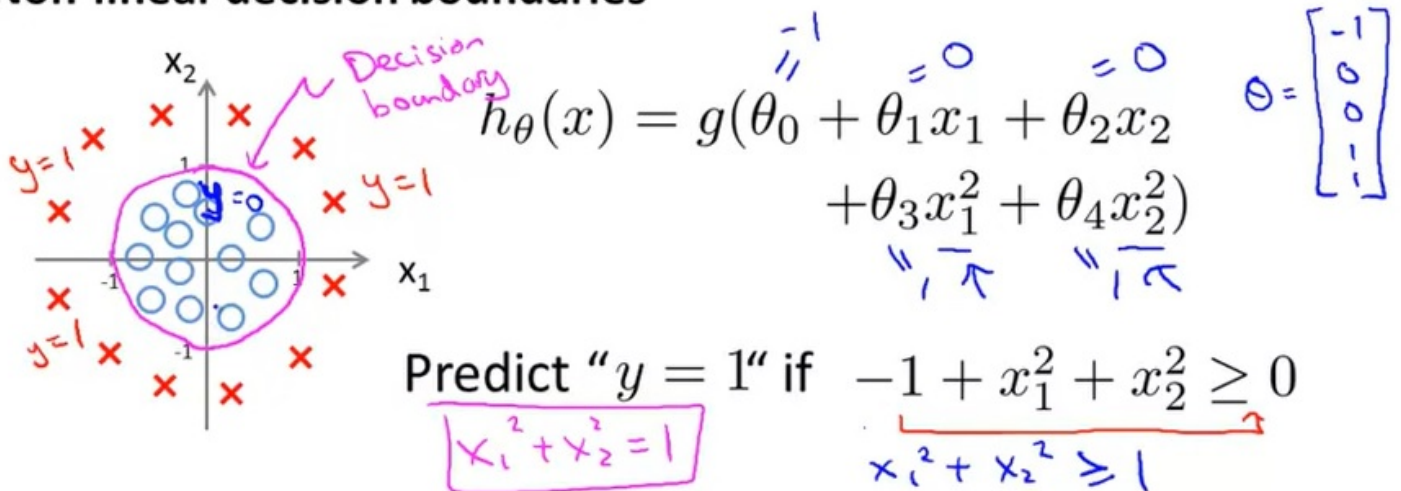 -linear decision boundaries
x₂
Decision
boundary
-1
"
= 0
= 0
h_θ(x) = g(θ₀ + θ₁x₁ + θ₂x₂
+θ₃x₁² + θ₄x₂²)
" 1
" 1
θ = [-1 0 0 1 1]
y=1
y=1
y=1
y=0
1
-1
1
-1
x₁
Predict “y = 1“ if −1 + x₁² + x₂² ≥ 0
x₁² + x₂² = 1
x₁² + x₂² ≥ 1